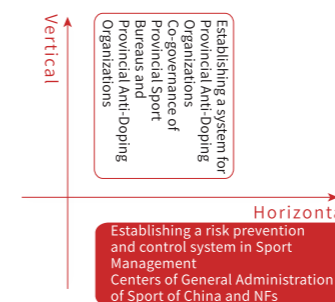 Vertical
Establishing a system for
Provincial Anti-Doping
Organizations
Co-governance of
Provincial Sport
Bureaus and
Provincial Anti-Doping
Organizations
Horizonta
Establishing a risk prevention
and control system in Sport
Management
Centers of General Administration
of Sport of China and NFs